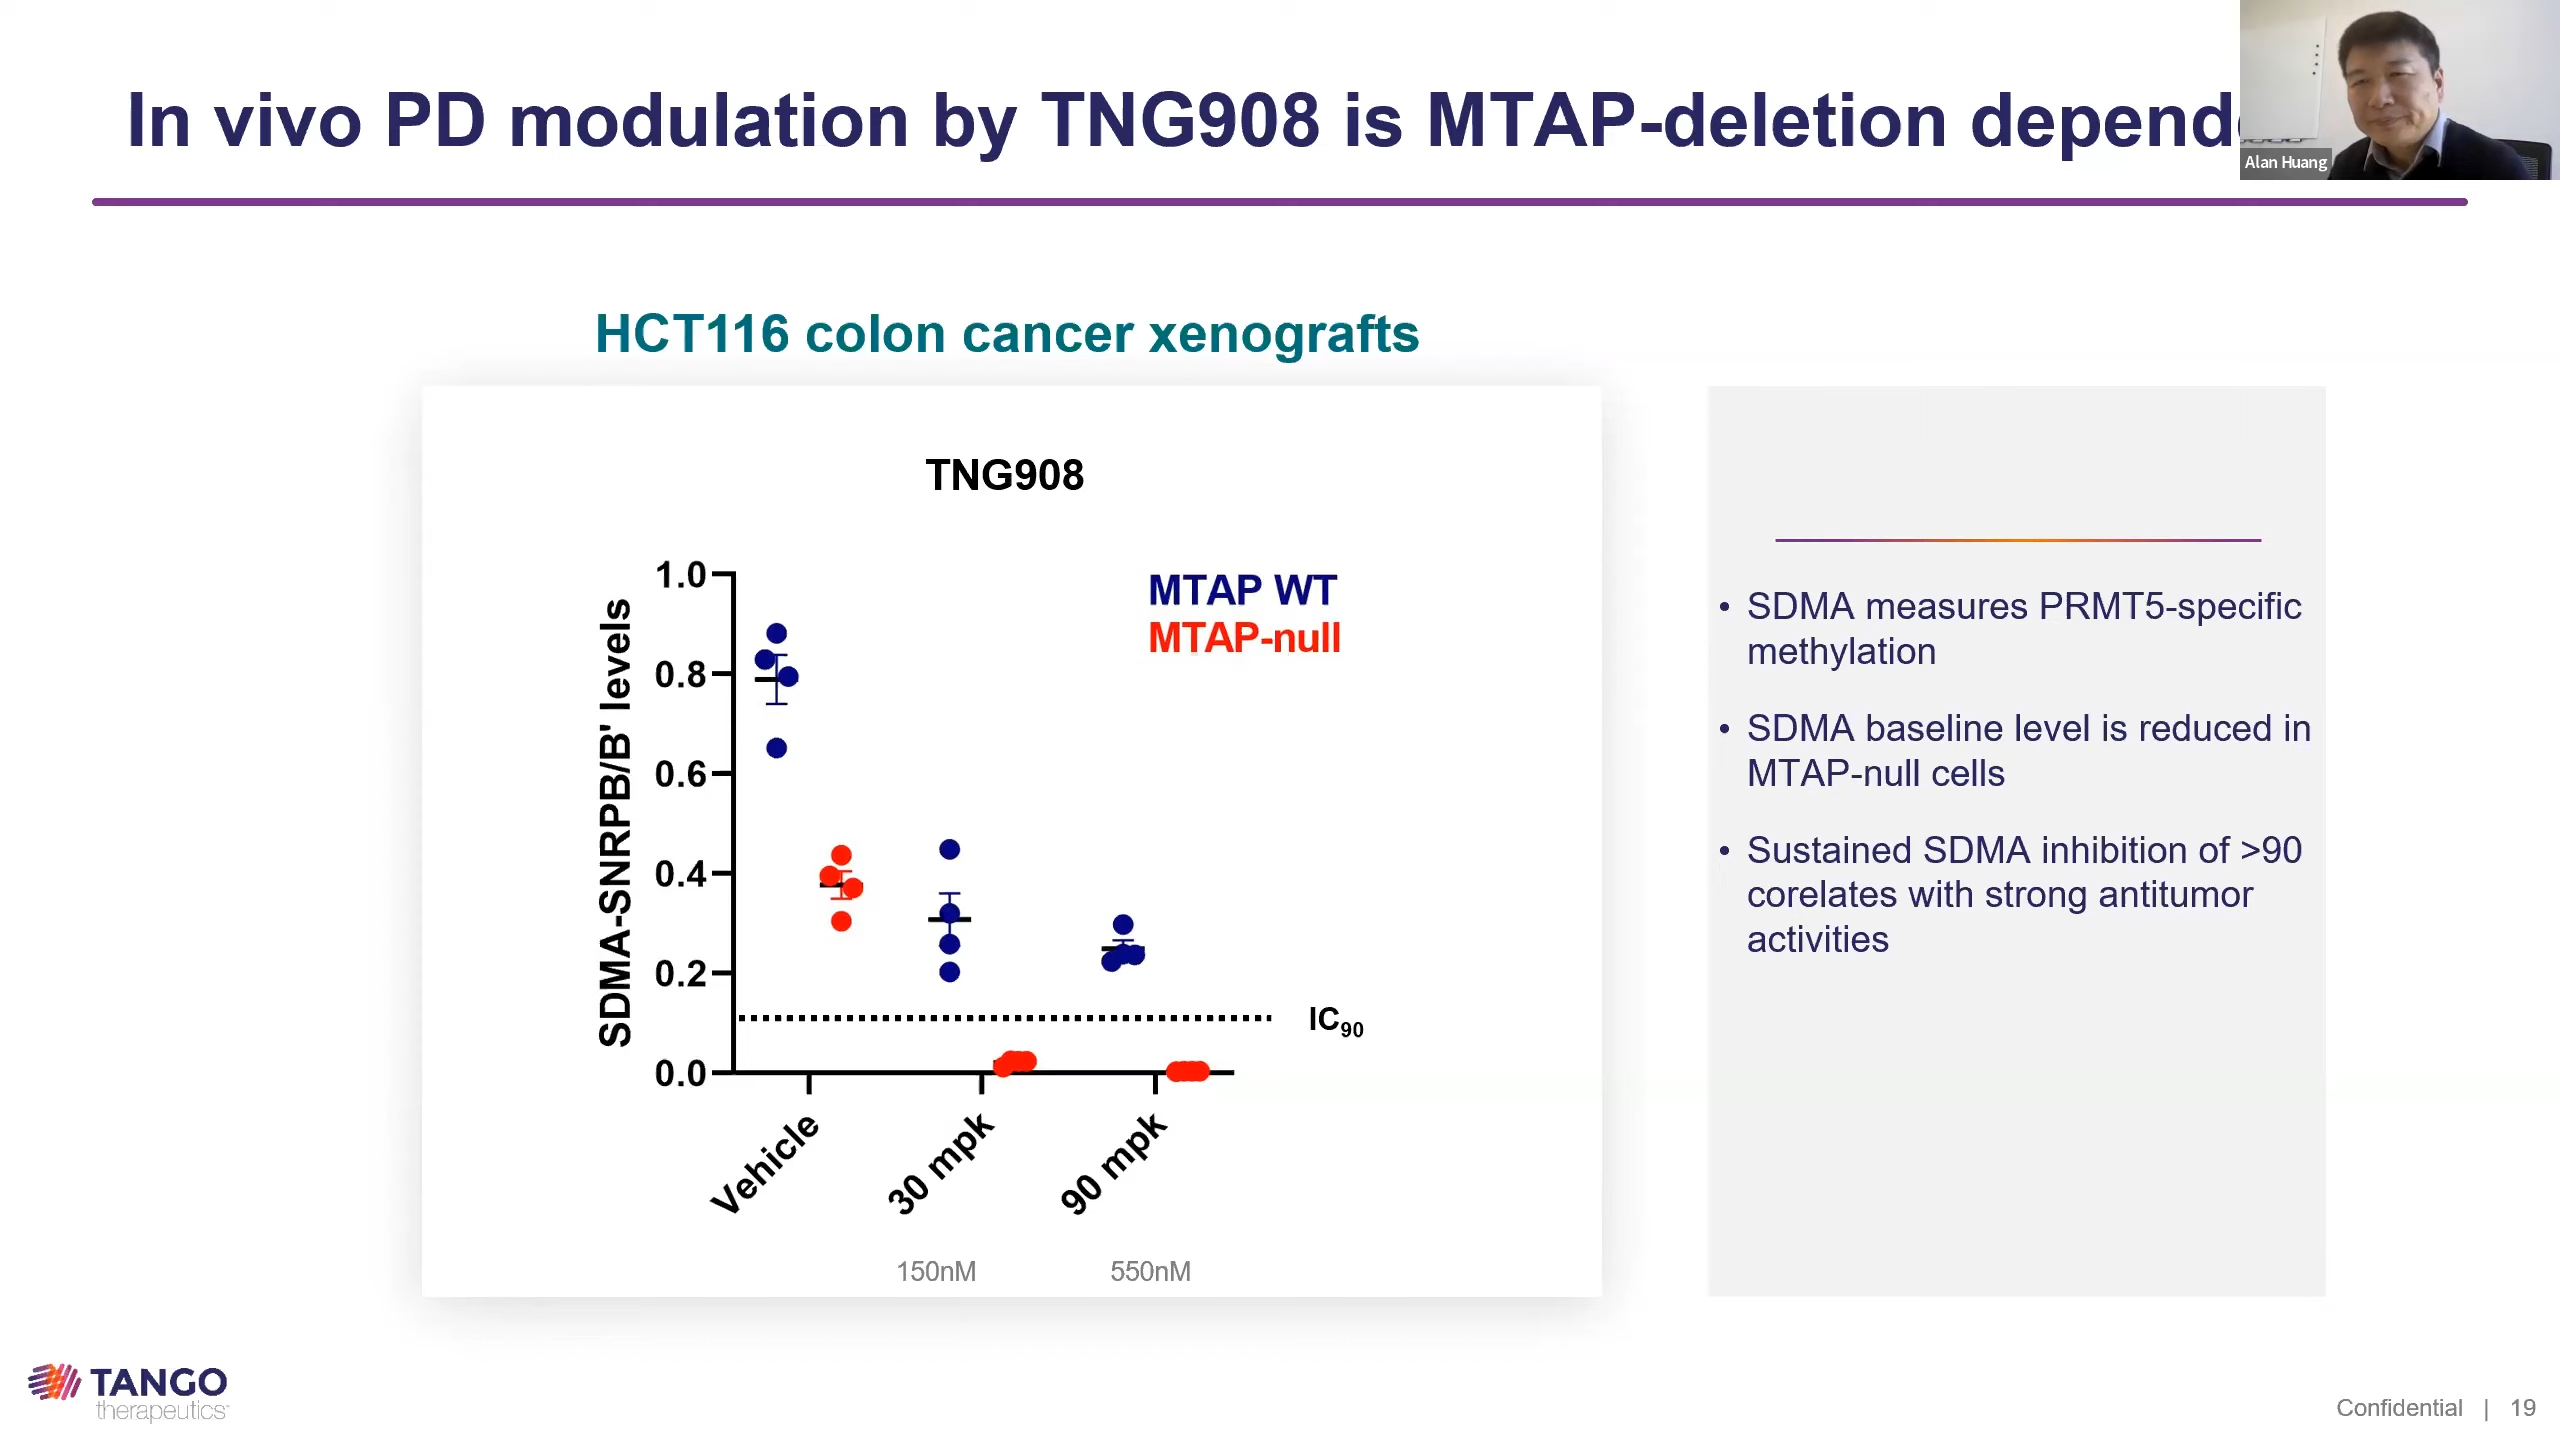 In vivo PD modulation by TNG908 is MTAP-deletion
Alan Huang
HCT116 colon cancer xenografts
TNG908
MTAP WT
MTAP-null
SDMA-SNRPB/B' levels
1.0
0.8
0.6
0.4
0.2
0.0
IC90
Vehicle
30 mpk
90 mpk
150nM
550nM
• SDMA measures PRMT5-specific
methylation
• SDMA baseline level is reduced in
MTAP-null cells
• Sustained SDMA inhibition of >90
corelates with strong antitumor
activities
TANGO
therapeutics
Confidential | 19